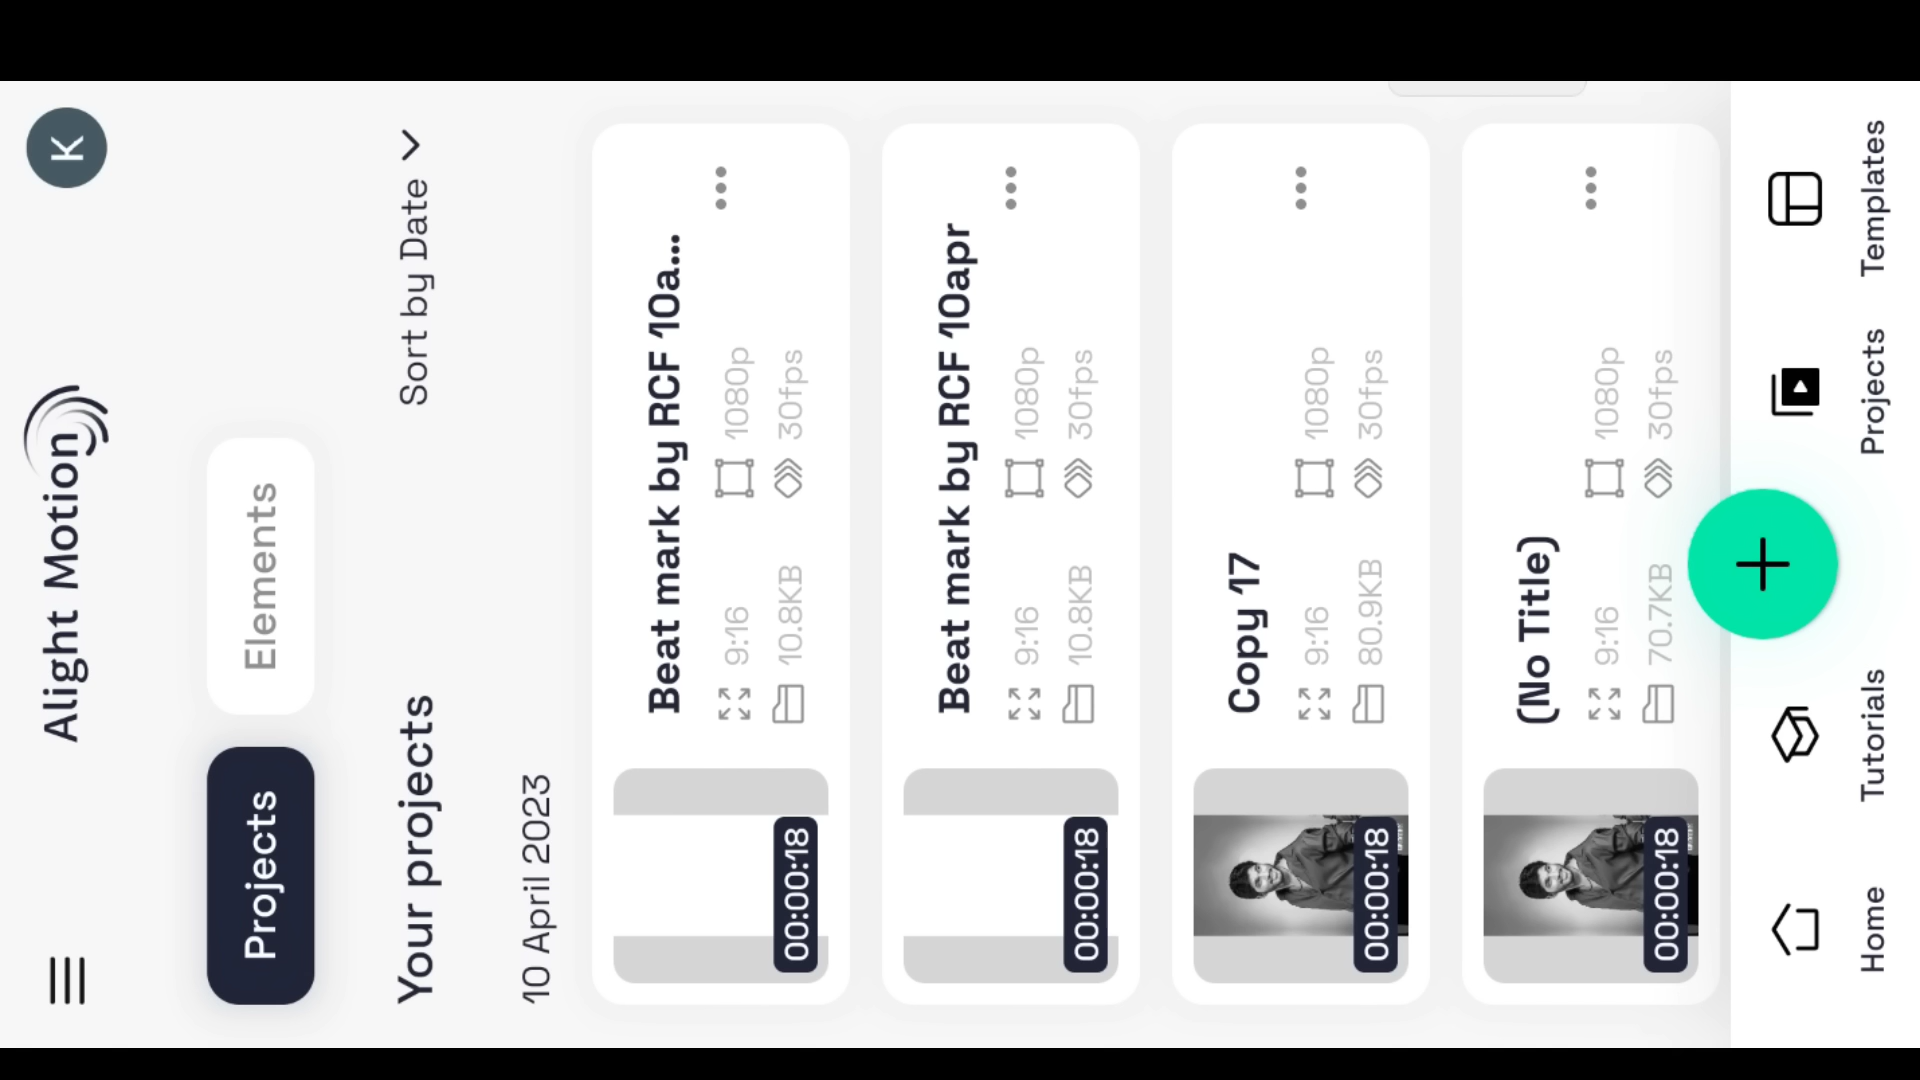 Alight Motion
K
Projects
Elements
Your projects
Sort by Date
10 April 2023
Beat mark by RCF 10a...
9:16
1080p
10.8KB
30fps
00:00:18
Beat mark by RCF 10apr
9:16
1080p
10.8KB
30fps
00:00:18
Copy 17
9:16
1080p
80.9KB
30fps
00:00:18
(No Title)
9:16
1080p
70.7KB
30fps
00:00:18
Home
Tutorials
Projects
Templates